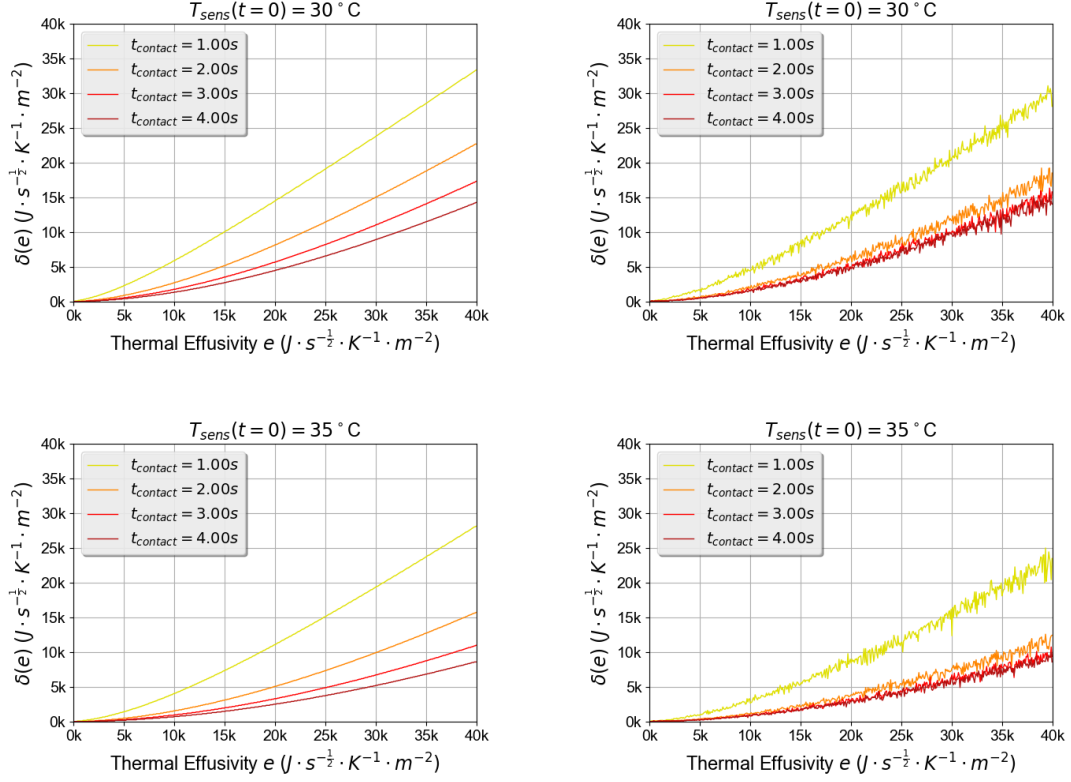 T_sens(t = 0) = 30°C
δ(e) (J · s^{-1/2} · K^{-1} · m^{-2})
40k
35k
30k
25k
20k
15k
10k
5k
0k
t_contact = 1.00s
t_contact = 2.00s
t_contact = 3.00s
t_contact = 4.00s
0k 5k 10k 15k 20k 25k 30k 35k 40k
Thermal Effusivity e (J · s^{-1/2} · K^{-1} · m^{-2})
T_sens(t = 0) = 30°C
δ(e) (J · s^{-1/2} · K^{-1} · m^{-2})
40k
35k
30k
25k
20k
15k
10k
5k
0k
t_contact = 1.00s
t_contact = 2.00s
t_contact = 3.00s
t_contact = 4.00s
0k 5k 10k 15k 20k 25k 30k 35k 40k
Thermal Effusivity e (J · s^{-1/2} · K^{-1} · m^{-2})
T_sens(t = 0) = 35°C
δ(e) (J · s^{-1/2} · K^{-1} · m^{-2})
40k
35k
30k
25k
20k
15k
10k
5k
0k
t_contact = 1.00s
t_contact = 2.00s
t_contact = 3.00s
t_contact = 4.00s
0k 5k 10k 15k 20k 25k 30k 35k 40k
Thermal Effusivity e (J · s^{-1/2} · K^{-1} · m^{-2})
T_sens(t = 0) = 35°C
δ(e) (J · s^{-1/2} · K^{-1} · m^{-2})
40k
35k
30k
25k
20k
15k
10k
5k
0k
t_contact = 1.00s
t_contact = 2.00s
t_contact = 3.00s
t_contact = 4.00s
0k 5k 10k 15k 20k 25k 30k 35k 40k
Thermal Effusivity e (J · s^{-1/2} · K^{-1} · m^{-2})